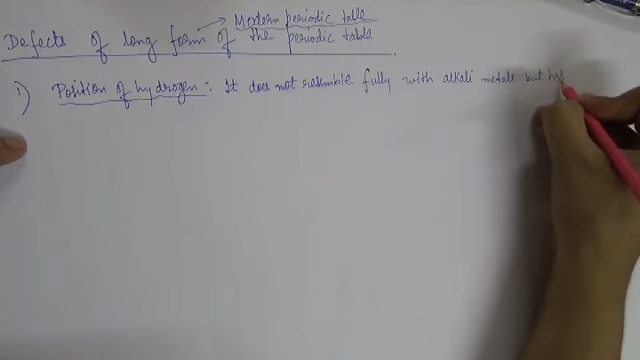 Modern periodic table
Defects of long form of the periodic table
1) Position of hydrogen :- It does not resemble fully with alkali metals but